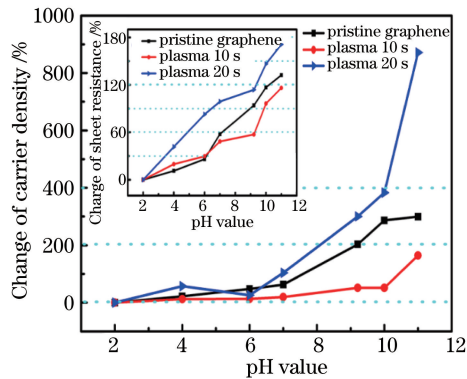 1000
800
600
400
200
0
Change of carrier density /%
2
4
6
8
10
12
pH value
pristine graphene
plasma 10 s
plasma 20 s
180
120
60
0
Change of sheet resistance /%
2
4
6
8
10
12
pH value
pristine graphene
plasma 10 s
plasma 20 s